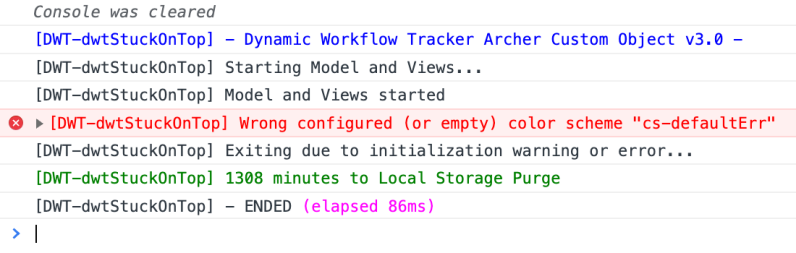 Console was cleared
[DWT-dwtStuckOnTop] – Dynamic Workflow Tracker Archer Custom Object v3.0 –
[DWT-dwtStuckOnTop] Starting Model and Views...
[DWT-dwtStuckOnTop] Model and Views started
[DWT-dwtStuckOnTop] Wrong configured (or empty) color scheme "cs-defaultErr"
[DWT-dwtStuckOnTop] Exiting due to initialization warning or error...
[DWT-dwtStuckOnTop] 1308 minutes to Local Storage Purge
[DWT-dwtStuckOnTop] – ENDED (elapsed 86ms)